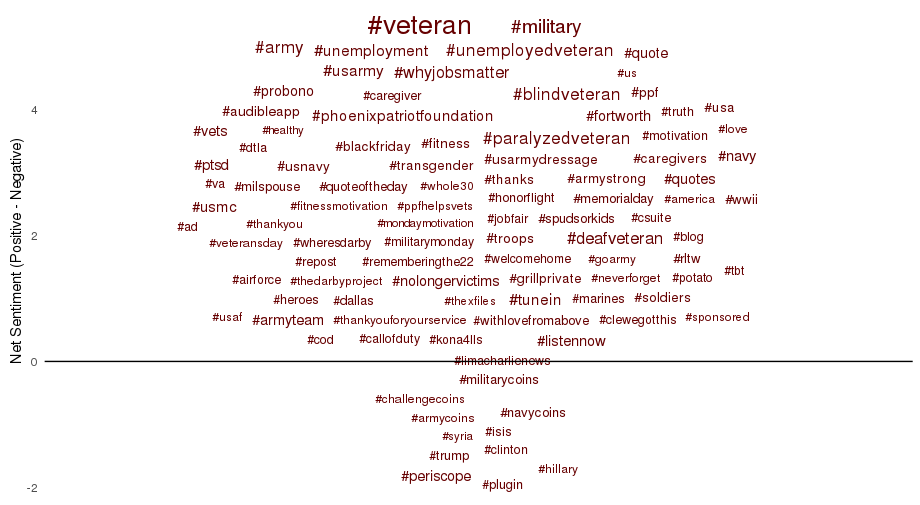 #veteran #military
#army #unemployment #unemployedveteran #quote
#usarmy #whyjobsmatter #us
#probono #caregiver #blindveteran #ppf
4
#audibleapp #phoenixpatriotfoundation #fortworth #truth #usa
#vets #healthy #paralyzedveteran #motivation #love
#dtla #blackfriday #fitness
#ptsd #usnavy #transgender #usarmydressage #caregivers #navy
#va #milspouse #quoteoftheday #whole30 #thanks #armystrong #quotes
#usmc #fitnessmotivation #ppfhelpsvets #honorflight #memorialday #america #wwii
#ad #thankyou #mondaymotivation #jobfair #spudsorkids #csuite
2
#veteransday #wheresdarby #militarymonday #troops #deafveteran #blog
#repost #rememberingthe22 #welcomehome #goarmy #rltw
#airforce #thedarbyproject #nolongervictims #grillprivate #neverforget #potato #tbt
#heroes #dallas #thexfiles #tunein #marines #soldiers
#usaf #armyteam #thankyouforyourservice #withlovefromabove #clewegotthis #sponsored
#cod #callofduty #kona4lls #listennow
0
#limacharlienews
#militarycoins
#challengecoins
#armycoins #navycoins
#syria #isis
#trump #clinton
#periscope #hillary
#plugin
-2
Net Sentiment (Positive - Negative)